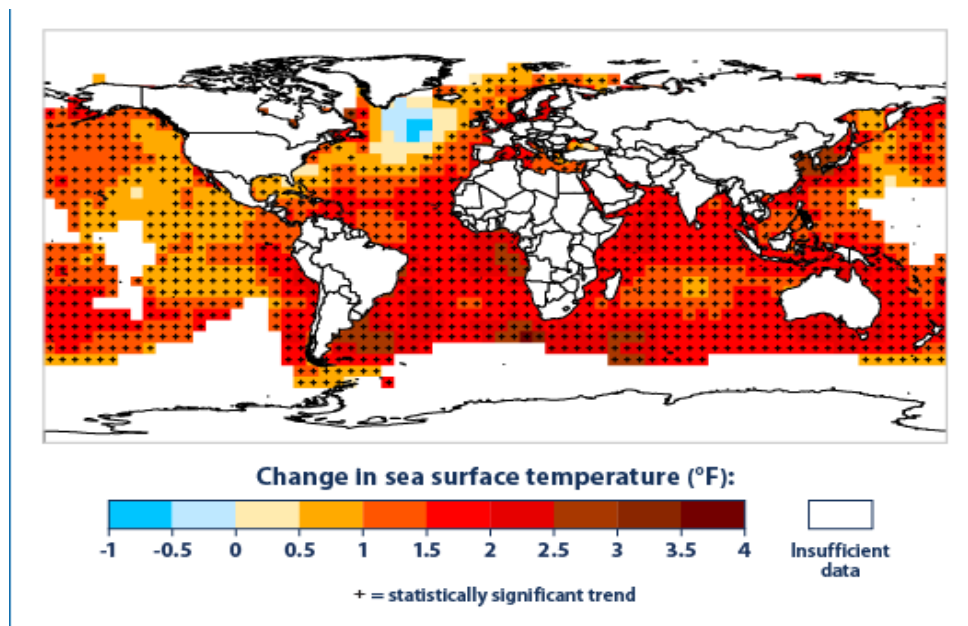 Change in sea surface temperature (°F):
-1 -0.5 0 0.5 1 1.5 2 2.5 3 3.5 4
Insufficient
data
+ = statistically significant trend